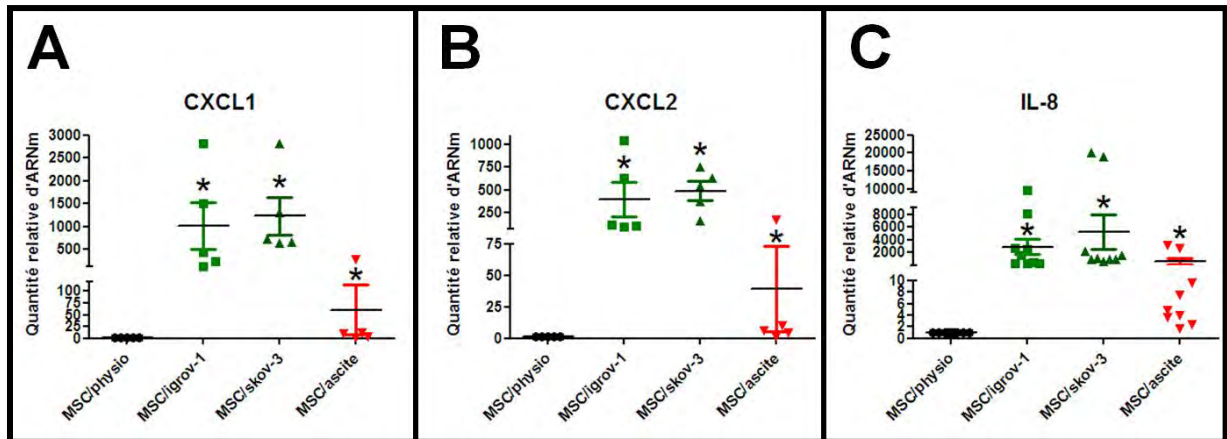 A
CXCL1
Quantité relative d'ARNm
3000
2500
2000
1500
1000
500
100
75
50
25
0
*
*
*
MSC/physio
MSC/igrov-1
MSC/skov-3
MSC/ascite
B
CXCL2
Quantité relative d'ARNm
1000
750
500
250
75
50
25
0
*
*
*
MSC/physio
MSC/igrov-1
MSC/skov-3
MSC/ascite
C
IL-8
Quantité relative d'ARNm
25000
20000
15000
10000
8000
6000
4000
2000
10
8
6
4
2
0
*
*
*
MSC/physio
MSC/igrov-1
MSC/skov-3
MSC/ascite